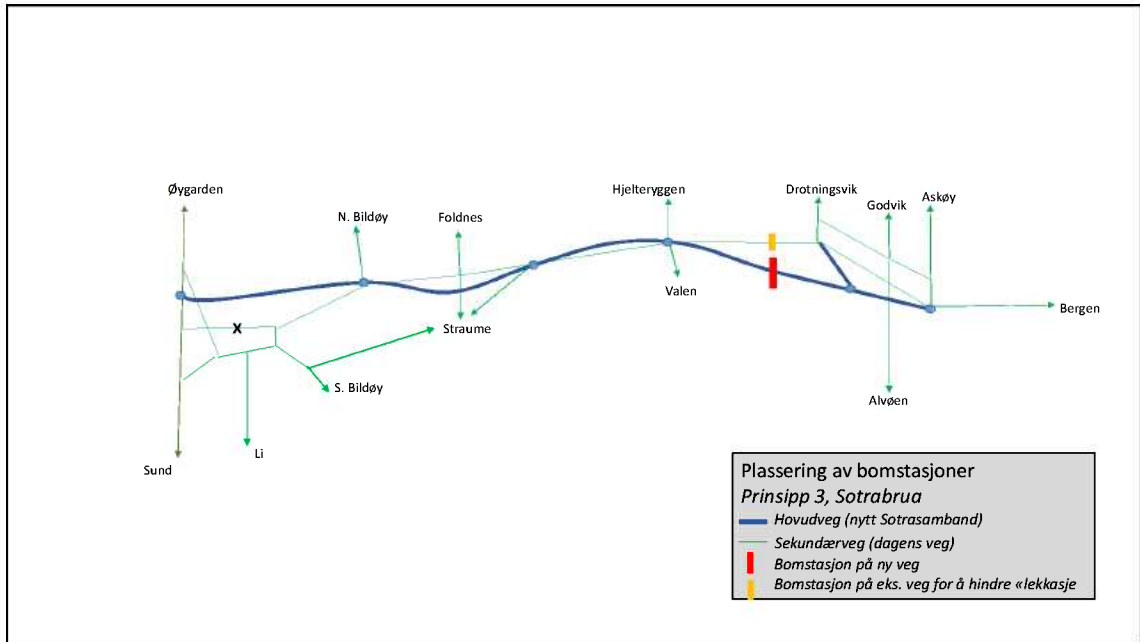 Øygarden
Hjelteryggen
Drotningsvik
Askøy
Godvik
N. Bildøy
Foldnes
Valen
Bergen
Straume
X
S. Bildøy
Alvøen
Li
Sund
Plassering av bomstasjoner
Prinsipp 3, Sotrabrua
Hovudveg (nytt Sotrasamband)
Sekundærveg (dagens veg)
Bomstasjon på ny veg
Bomstasjon på eks. veg for å hindre «lekkasje